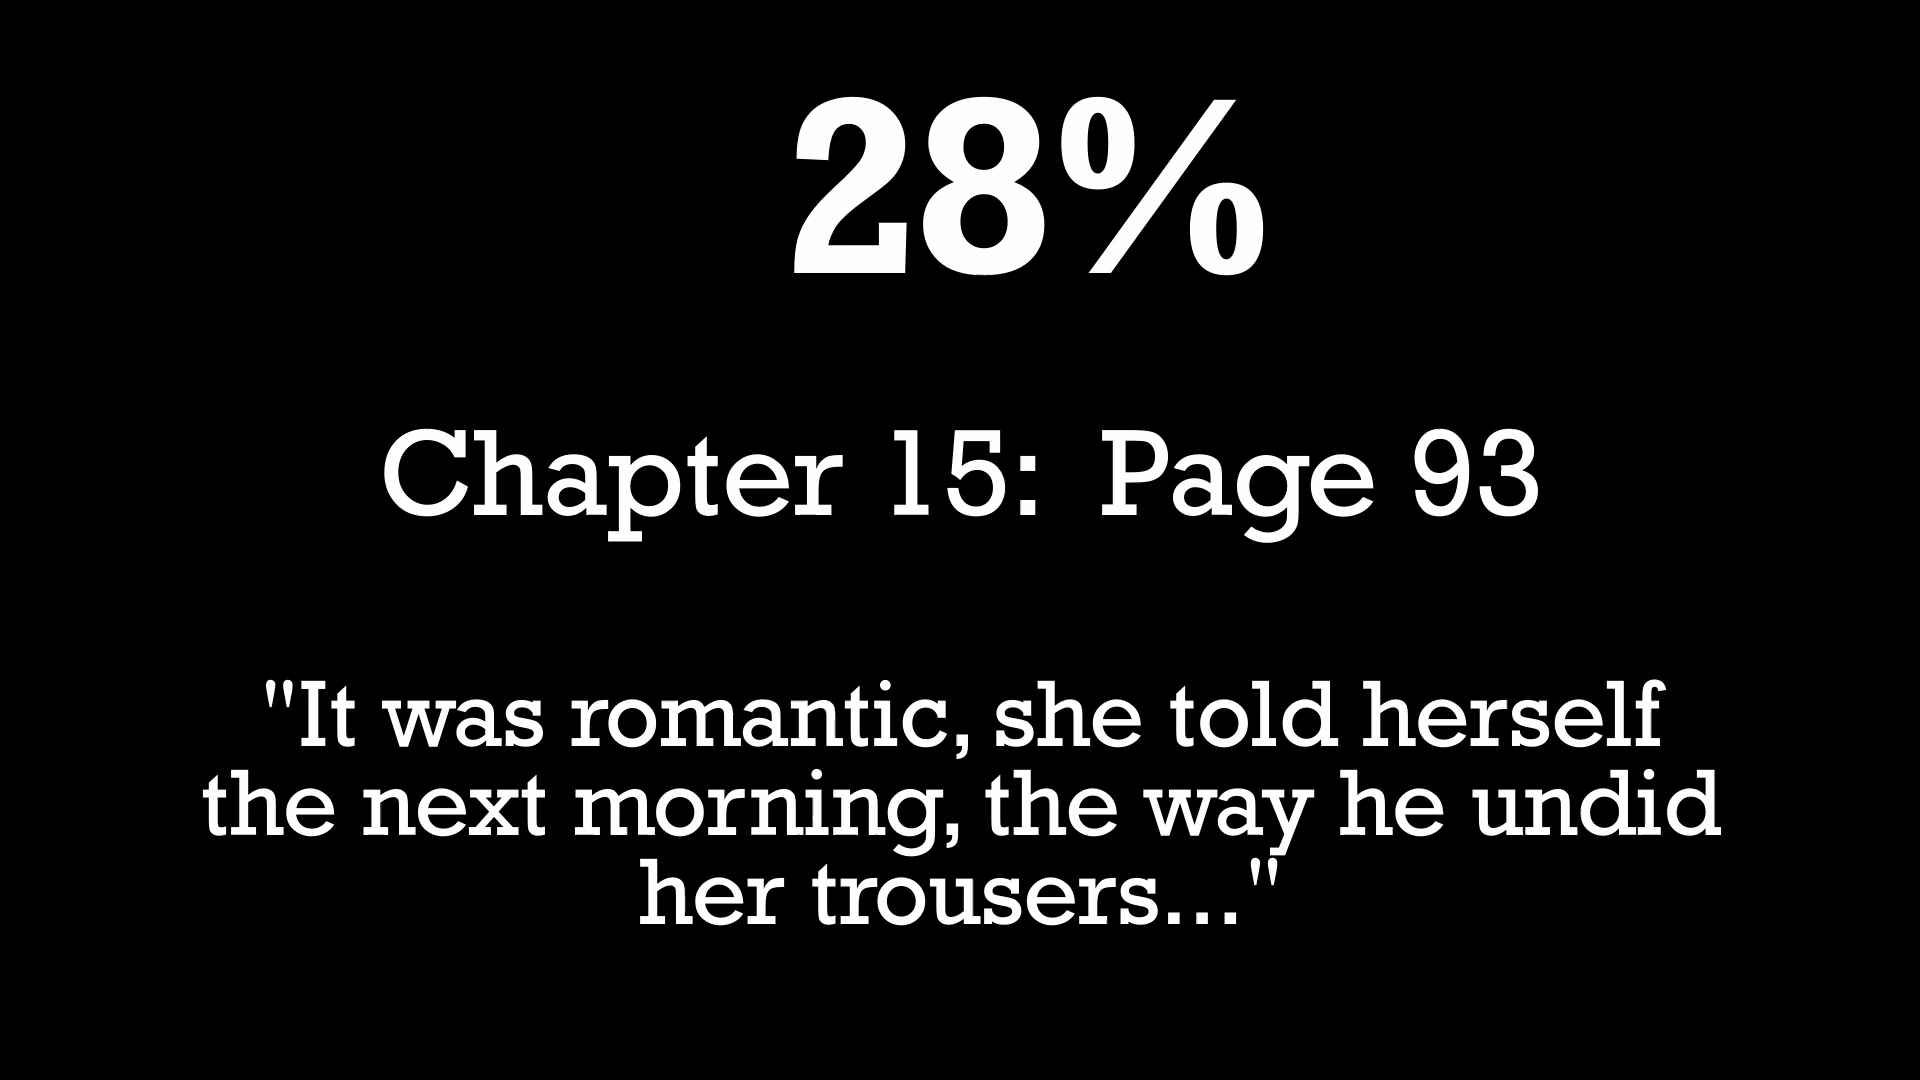 28%
Chapter 15:  Page 93
"It was romantic, she told herself
the next morning, the way he undid
her trousers..."